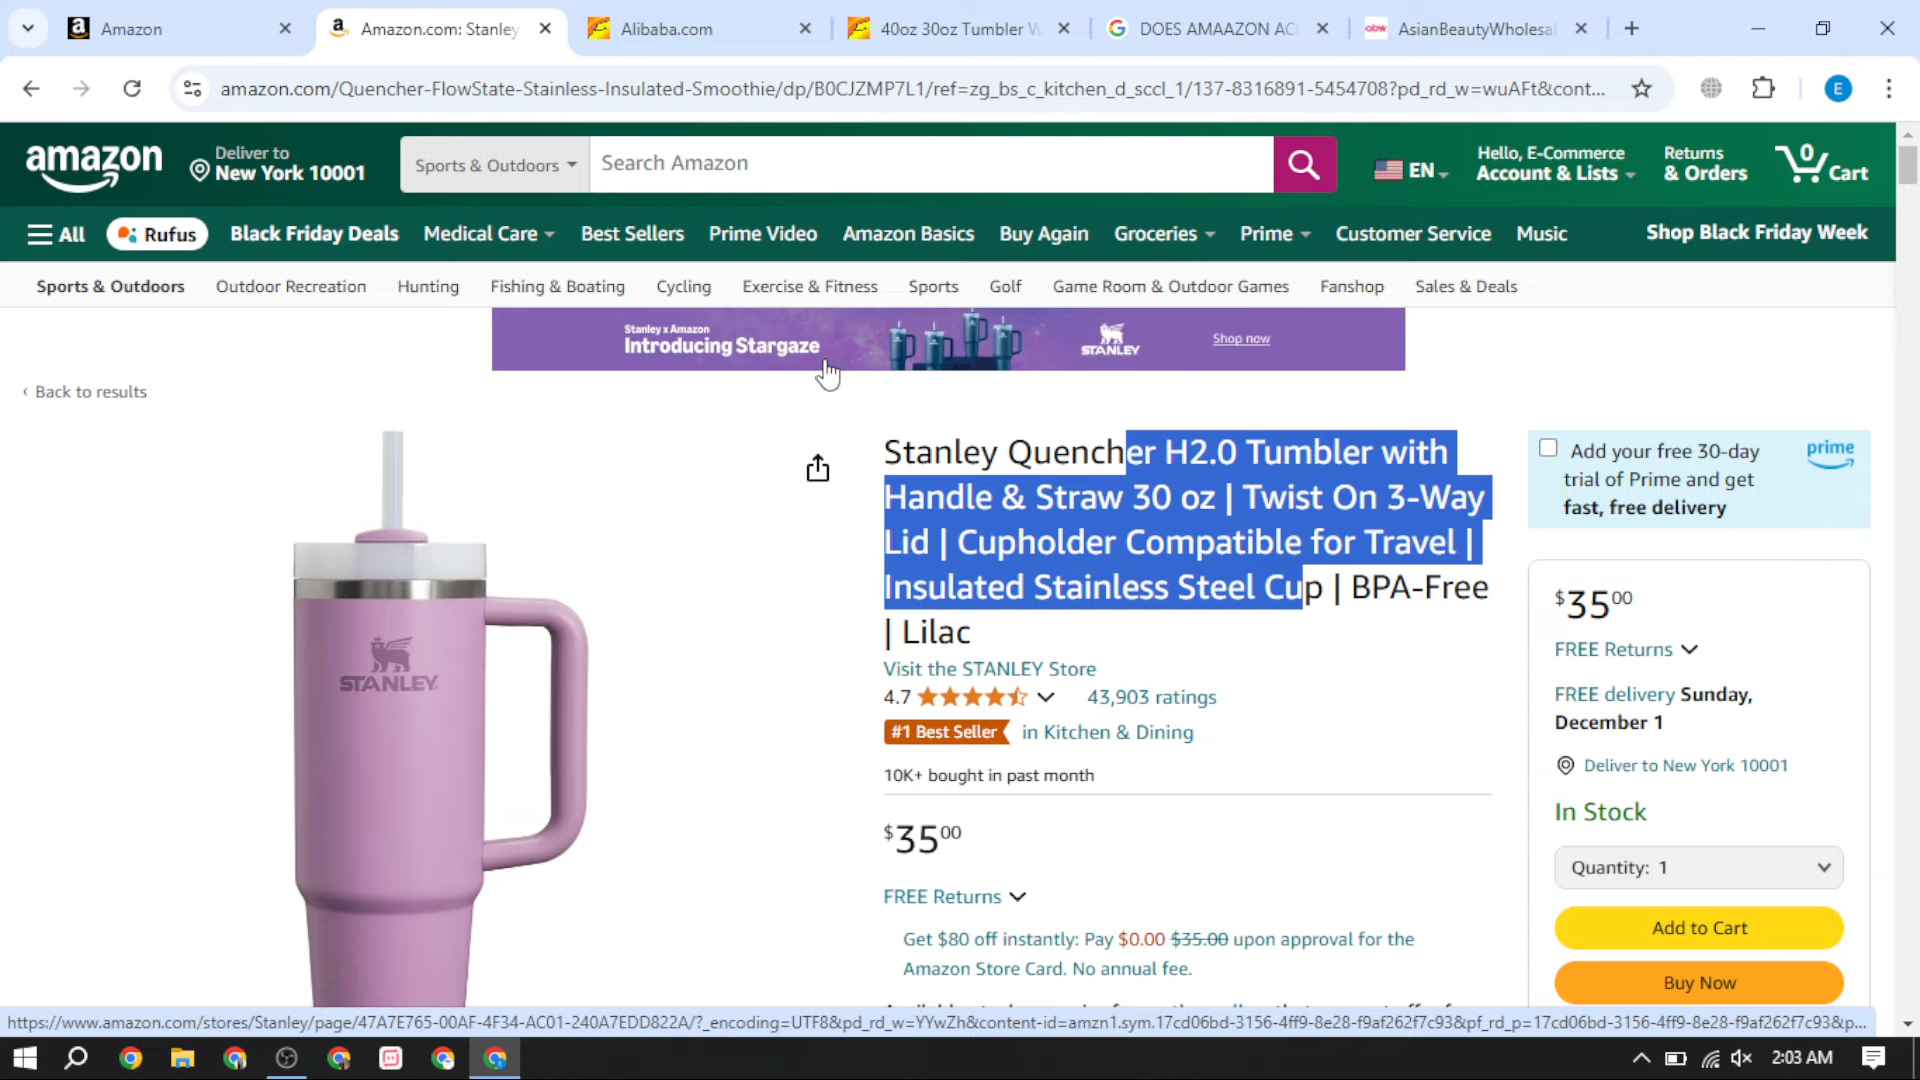 Amazon
Amazon.com: Stanley
Alibaba.com
40oz 30oz Tumbler W
DOES AMAAZON AC
obw AsianBeautyWholesal
amazon.com/Quencher-FlowState-Stainless-Insulated-Smoothie/dp/B0CJZMP7L1/ref=zg_bs_c_kitchen_d_sccl_1/137-8316891-5454708?pd_rd_w=wuAFt&cont...
E
amazon
Deliver to
New York 10001
Sports & Outdoors
Search Amazon
EN
Hello, E-Commerce
Account & Lists
Returns
& Orders
0
Cart
All
Rufus
Black Friday Deals
Medical Care
Best Sellers
Prime Video
Amazon Basics
Buy Again
Groceries
Prime
Customer Service
Music
Shop Black Friday Week
Sports & Outdoors
Outdoor Recreation
Hunting
Fishing & Boating
Cycling
Exercise & Fitness
Sports
Golf
Game Room & Outdoor Games
Fanshop
Sales & Deals
Stanley x Amazon
Introducing Stargaze
STANLEY
Shop now
‹ Back to results
STANLEY
Stanley Quencher H2.0 Tumbler with
Handle & Straw 30 oz | Twist On 3-Way
Lid | Cupholder Compatible for Travel |
Insulated Stainless Steel Cup | BPA-Free
| Lilac
Visit the STANLEY Store
4.7
43,903 ratings
#1 Best Seller in Kitchen & Dining
10K+ bought in past month
$35⁰⁰
FREE Returns
Get $80 off instantly: Pay $0.00 $35.00 upon approval for the
Amazon Store Card. No annual fee.
Add your free 30-day
trial of Prime and get
fast, free delivery
prime
$35⁰⁰
FREE Returns
FREE delivery Sunday,
December 1
Deliver to New York 10001
In Stock
Quantity: 1
Add to Cart
Buy Now
https://www.amazon.com/stores/Stanley/page/47A7E765-00AF-4F34-AC01-240A7EDD822A/?_encoding=UTF8&pd_rd_w=YYwZh&content-id=amzn1.sym.17cd06bd-3156-4ff9-8e28-f9af262f7c93&pf_rd_p=17cd06bd-3156-4ff9-8e28-f9af262f7c93&p...
2:03 AM